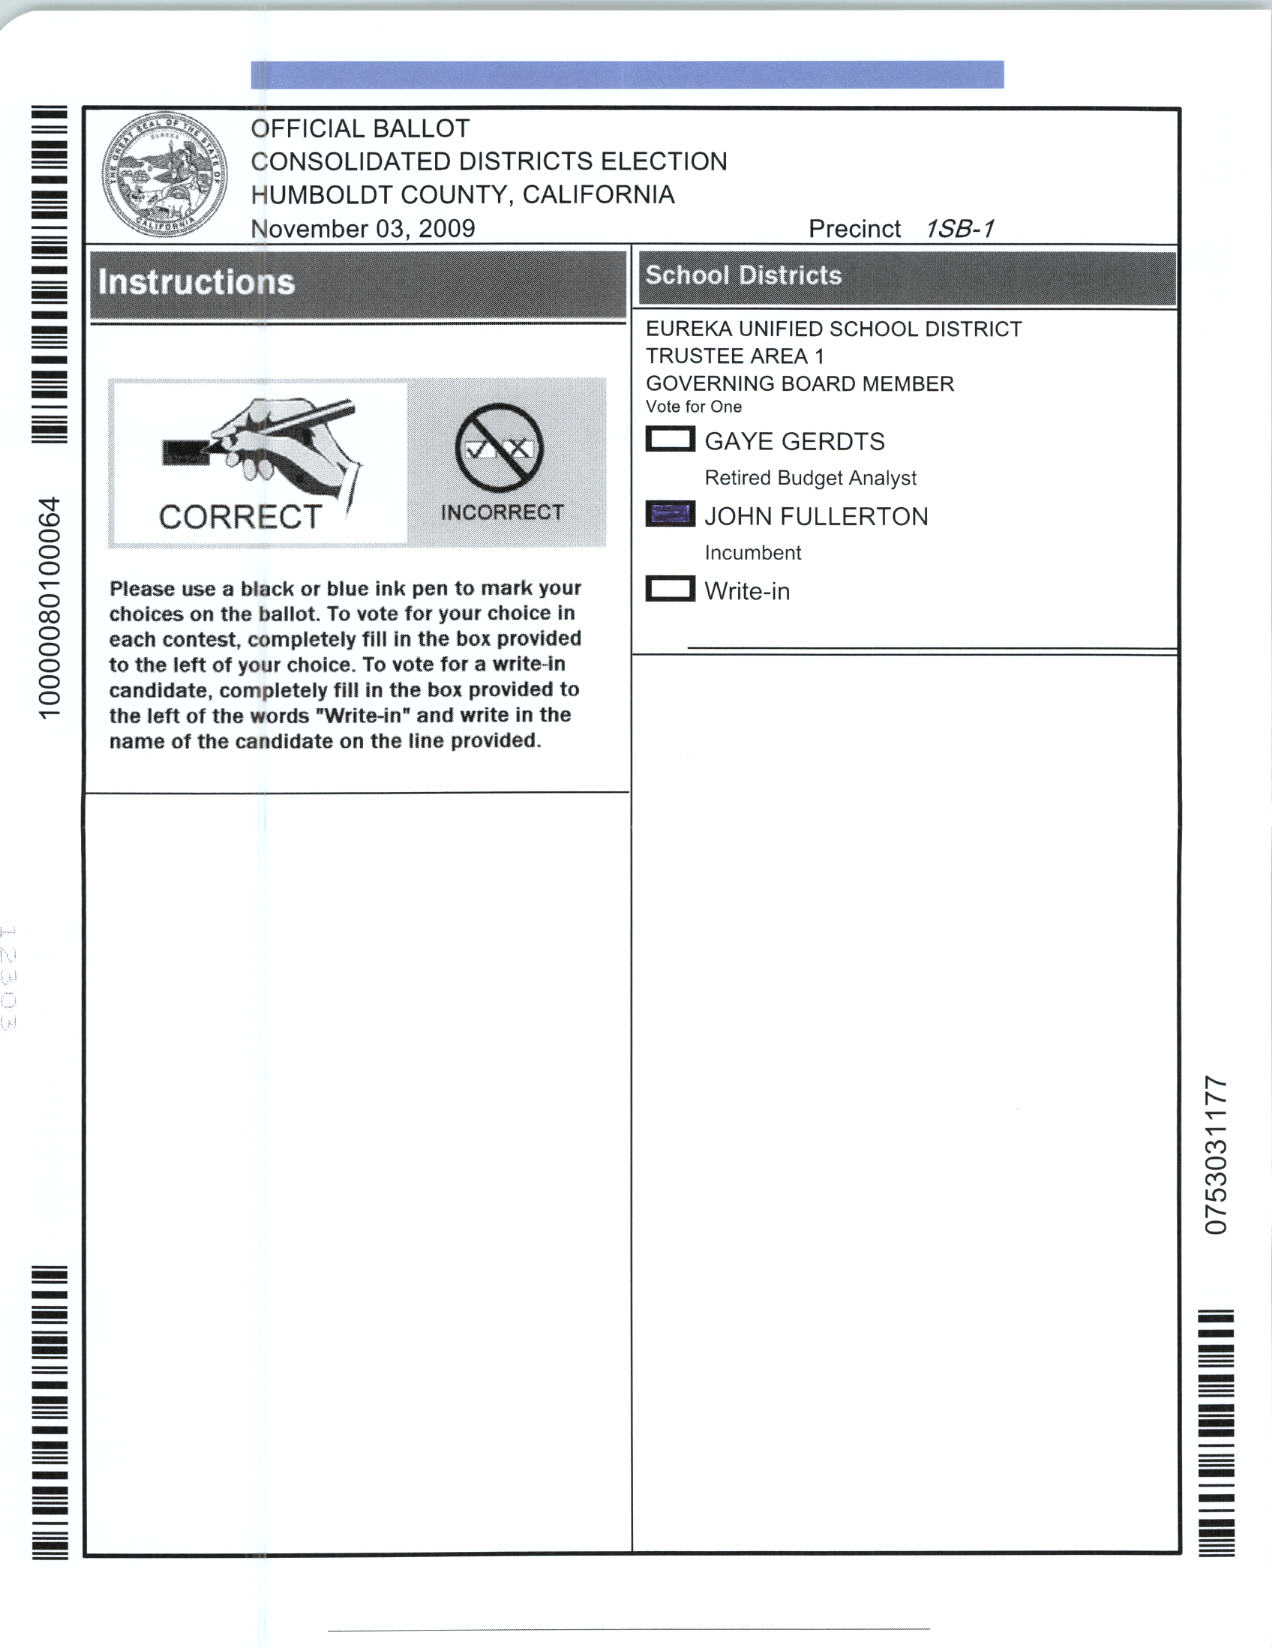 OFFICIAL BALLOT
CONSOLIDATED DISTRICTS ELECTION
HUMBOLDT COUNTY, CALIFORNIA
November 03, 2009
Precinct 1SB-1
THE GREAT SEAL OF THE STATE OF CALIFORNIA
EUREKA
Instructions
CORRECT
INCORRECT
Please use a black or blue ink pen to mark your
choices on the ballot. To vote for your choice in
each contest, completely fill in the box provided
to the left of your choice. To vote for a write-in
candidate, completely fill in the box provided to
the left of the words "Write-in" and write in the
name of the candidate on the line provided.
School Districts
EUREKA UNIFIED SCHOOL DISTRICT
TRUSTEE AREA 1
GOVERNING BOARD MEMBER
Vote for One
GAYE GERDTS
Retired Budget Analyst
JOHN FULLERTON
Incumbent
Write-in
10000080100064
12303
0753031177